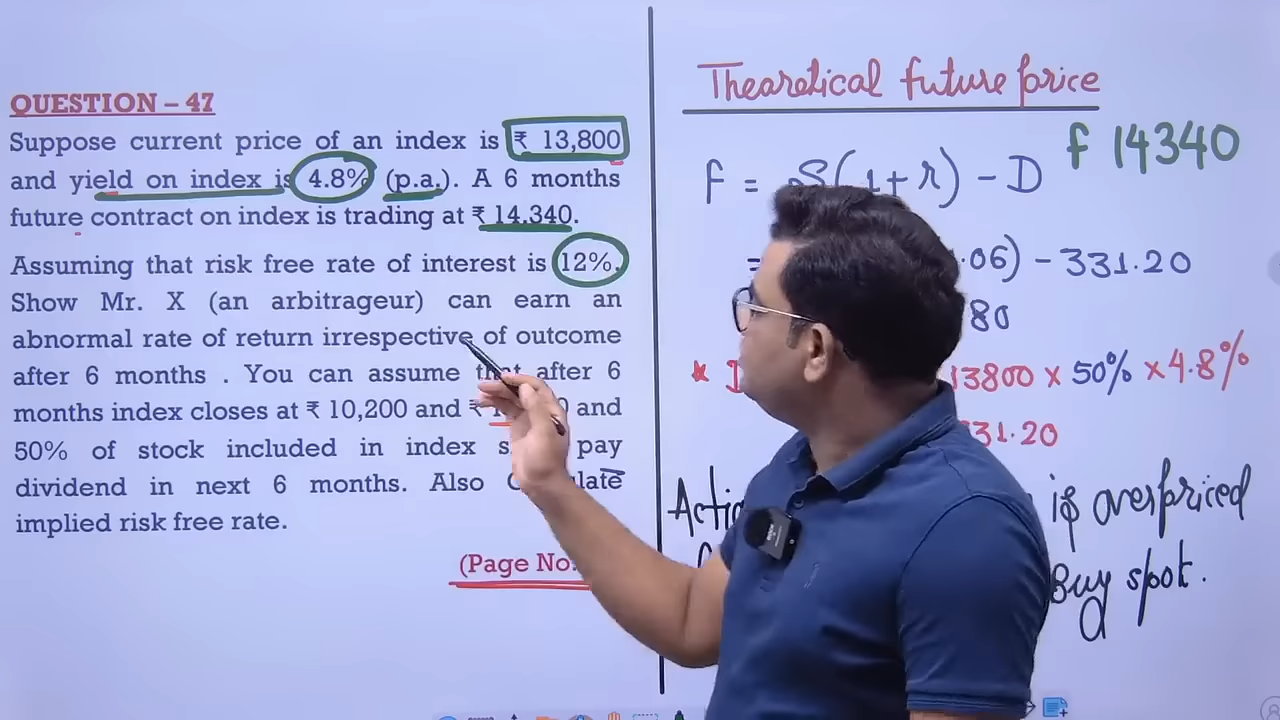 QUESTION – 47
Suppose current price of an index is ₹ 13,800
and yield on index is 4.8% (p.a.). A 6 months
future contract on index is trading at ₹ 14,340.
Assuming that risk free rate of interest is 12%.
Show Mr. X (an arbitrageur) can earn an
abnormal rate of return irrespective of outcome
after 6 months . You can assume that after 6
months index closes at ₹ 10,200 and ₹ and
50% of stock included in index pay
dividend in next 6 months. Also
implied risk free rate.
(Page No.
Thearetical future price
f 14340
f = S(1+r) - D
= .06) - 331.20
80
* 13800 x 50% x 4.8%
31.20
is overpriced
Buy spot.